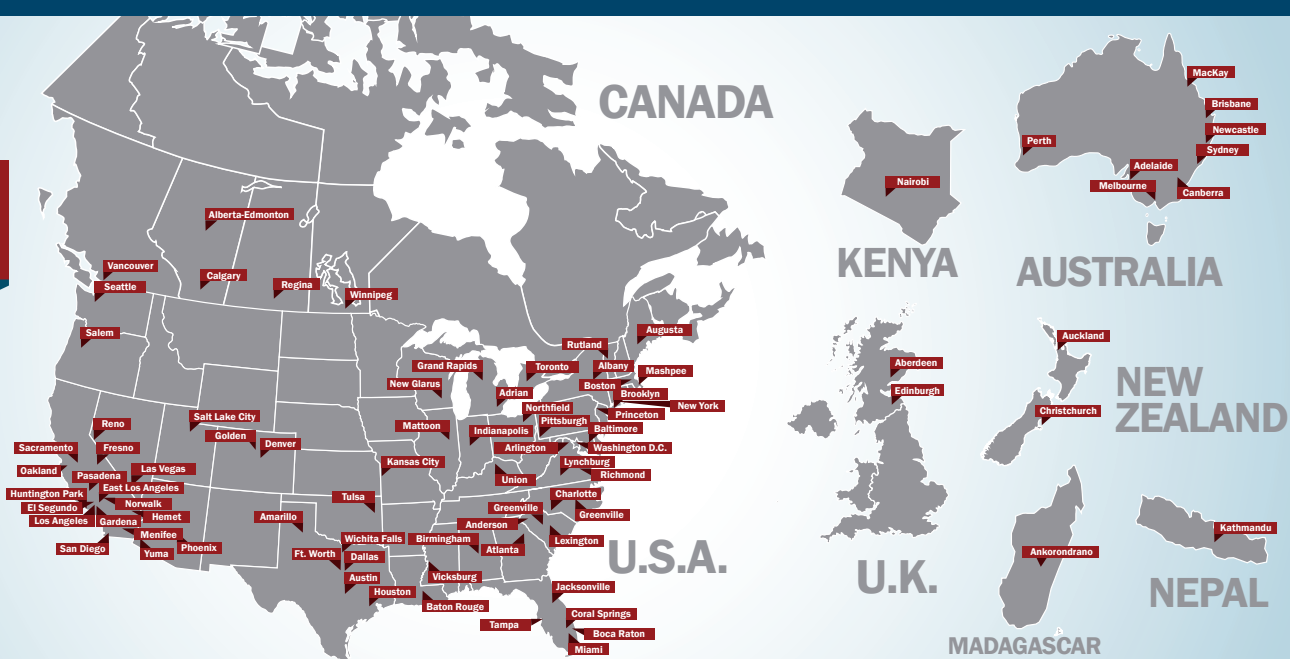 CANADA
Alberta-Edmonton
Vancouver
Calgary
Seattle
Regina
Winnipeg
Salem
Augusta
Rutland
Grand Rapids
Toronto
Albany
Mashpee
New Glarus
Boston
Adrian
Brooklyn
New York
Northfield
Princeton
Salt Lake City
Reno
Mattoon
Pittsburgh
Golden
Indianapolis
Baltimore
Denver
Sacramento
Fresno
Arlington
Washington D.C.
Kansas City
Lynchburg
Oakland
Las Vegas
Pasadena
Richmond
Union
East Los Angeles
Huntington Park
Tulsa
Charlotte
Norwalk
El Segundo
Greenville
Greenville
Hemet
Amarillo
Los Angeles
Gardena
Anderson
Menifee
Wichita Falls
Birmingham
Lexington
San Diego
Phoenix
Atlanta
Yuma
Ft. Worth
Dallas
U.S.A.
Austin
Vicksburg
Houston
Jacksonville
Baton Rouge
Coral Springs
Tampa
Boca Raton
Miami
Nairobi
KENYA
MacKay
Brisbane
Newcastle
Perth
Sydney
Adelaide
Melbourne
Canberra
AUSTRALIA
Aberdeen
Edinburgh
U.K.
Auckland
Christchurch
NEW
ZEALAND
Ankorondrano
MADAGASCAR
Kathmandu
NEPAL